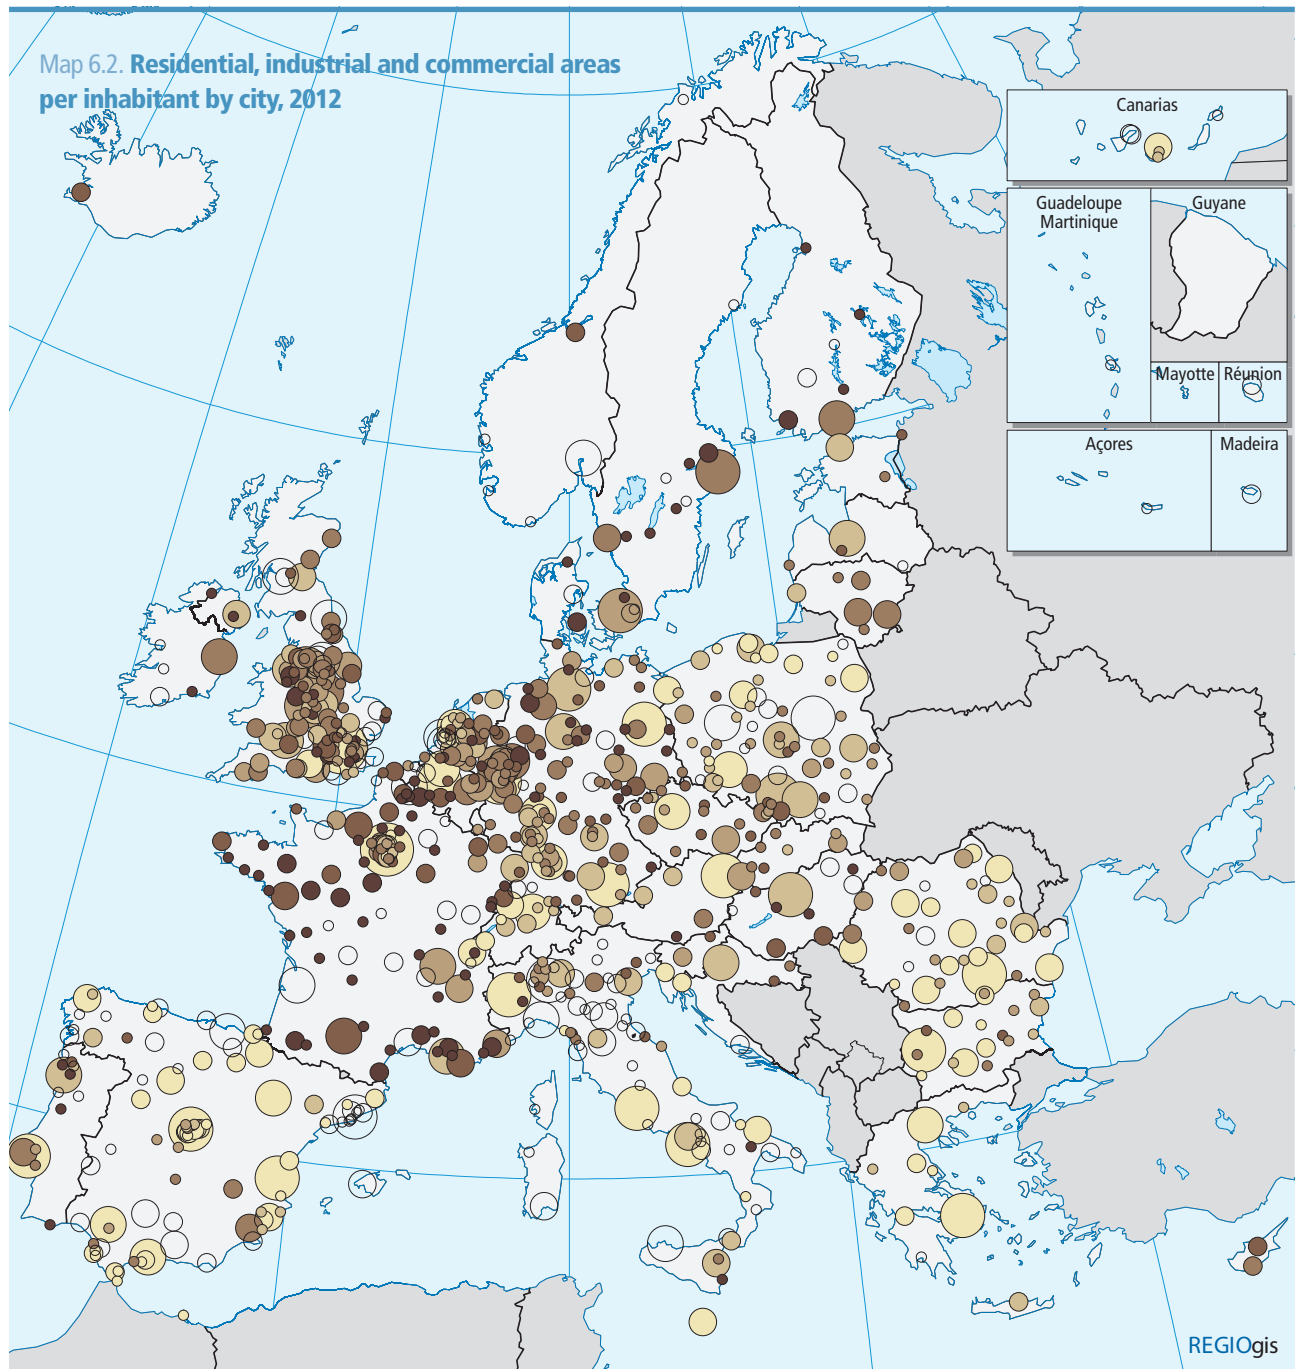 Map 6.2. Residential, industrial and commercial areas
per inhabitant by city, 2012
Canarias
Guadeloupe
Martinique
Guyane
Mayotte
Réunion
Açores
Madeira
REGIOgis